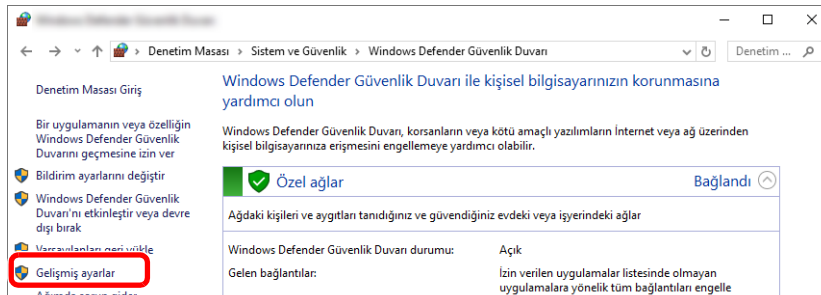 Denetim Masası › Sistem ve Güvenlik › Windows Defender Güvenlik Duvarı
Denetim ...
Denetim Masası Giriş
Bir uygulamanın veya özelliğin
Windows Defender Güvenlik
Duvarını geçmesine izin ver
Bildirim ayarlarını değiştir
Windows Defender Güvenlik
Duvarı'nı etkinleştir veya devre
dışı bırak
Varsayılanları geri yükle
Gelişmiş ayarlar
Windows Defender Güvenlik Duvarı ile kişisel bilgisayarınızın korunmasına
yardımcı olun
Windows Defender Güvenlik Duvarı, korsanların veya kötü amaçlı yazılımların İnternet veya ağ üzerinden
kişisel bilgisayarınıza erişmesini engellemeye yardımcı olabilir.
Özel ağlar
Bağlandı
Ağdaki kişileri ve aygıtları tanıdığınız ve güvendiğiniz evdeki veya işyerindeki ağlar
Windows Defender Güvenlik Duvarı durumu: Açık
Gelen bağlantılar: İzin verilen uygulamalar listesinde olmayan
uygulamalara yönelik tüm bağlantıları engelle